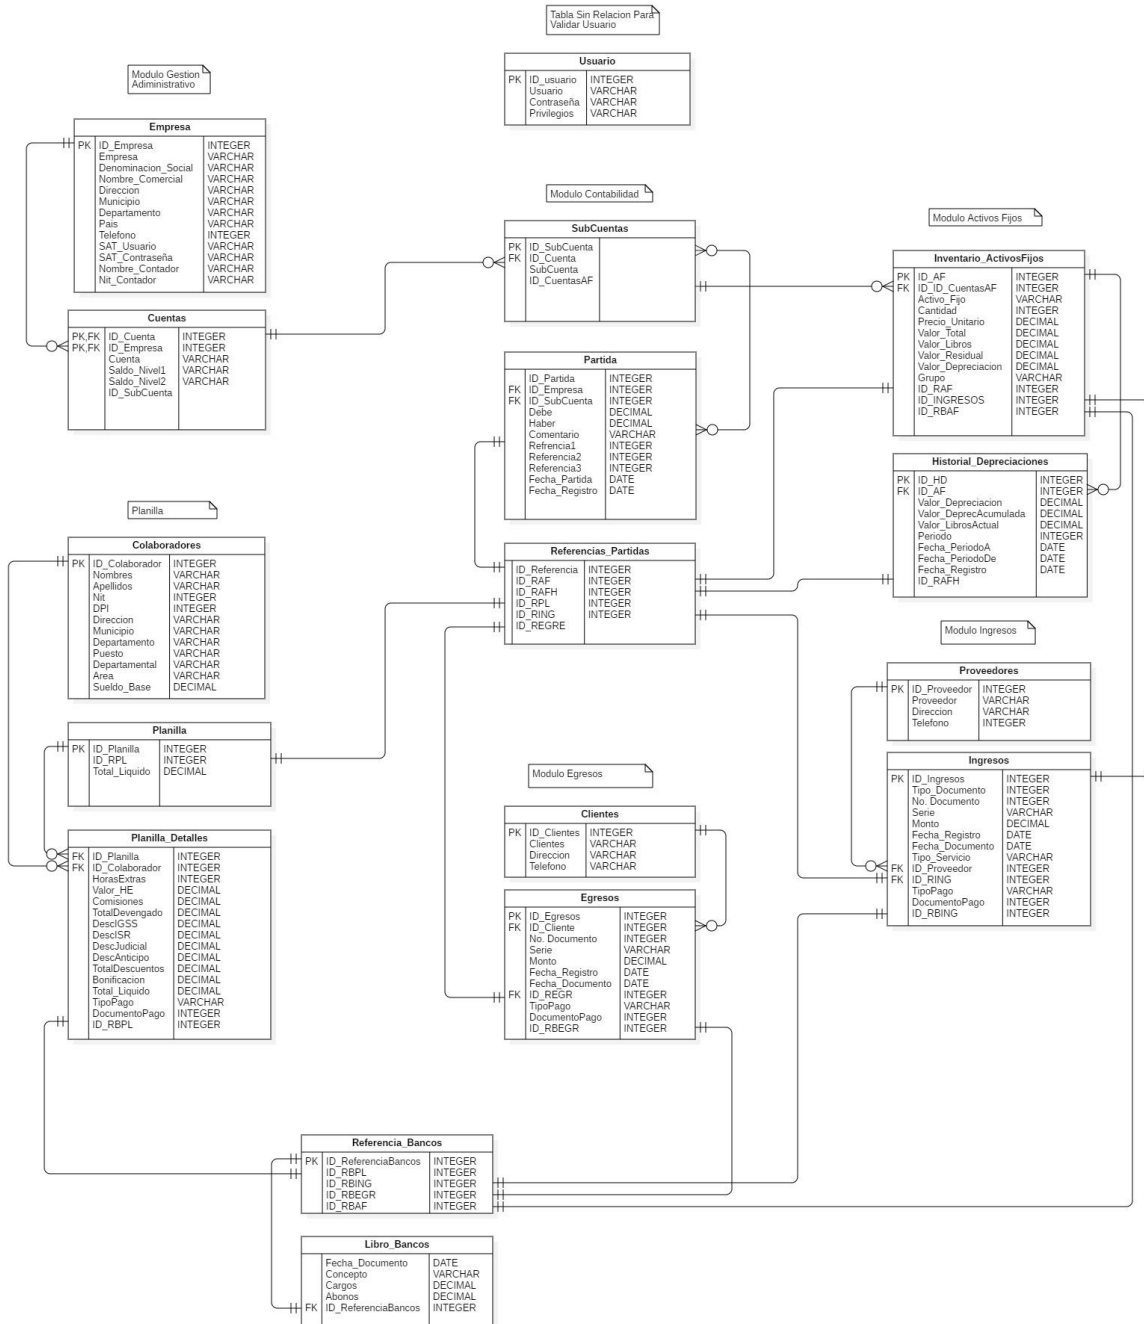 Tabla Sin Relacion Para
Validar Usuario
Usuario
PK ID_usuario INTEGER
Usuario VARCHAR
Contraseña VARCHAR
Privilegios VARCHAR
Modulo Gestion
Adiministrativo
Empresa
PK ID_Empresa INTEGER
Empresa VARCHAR
Denominacion_Social VARCHAR
Nombre_Comercial VARCHAR
Direccion VARCHAR
Municipio VARCHAR
Departamento VARCHAR
Pais VARCHAR
Telefono INTEGER
SAT_Usuario VARCHAR
SAT_Contraseña VARCHAR
Nombre_Contador VARCHAR
Nit_Contador VARCHAR
Cuentas
PK,FK ID_Cuenta INTEGER
PK,FK ID_Empresa INTEGER
Cuenta VARCHAR
Saldo_Nivel1 VARCHAR
Saldo_Nivel2 VARCHAR
ID_SubCuenta
Modulo Contabilidad
SubCuentas
PK ID_SubCuenta
FK ID_Cuenta
SubCuenta
ID_CuentasAF
Partida
ID_Partida INTEGER
FK ID_Empresa INTEGER
FK ID_SubCuenta INTEGER
Debe DECIMAL
Haber DECIMAL
Comentario VARCHAR
Refrencia1 INTEGER
Referencia2 INTEGER
Referencia3 INTEGER
Fecha_Partida DATE
Fecha_Registro DATE
Referencias_Partidas
ID_Referencia INTEGER
ID_RAF INTEGER
ID_RAFH INTEGER
ID_RPL INTEGER
ID_RING INTEGER
ID_REGRE
Modulo Activos Fijos
Inventario_ActivosFijos
PK ID_AF INTEGER
FK ID_ID_CuentasAF INTEGER
Activo_Fijo VARCHAR
Cantidad INTEGER
Precio_Unitario DECIMAL
Valor_Total DECIMAL
Valor_Libros DECIMAL
Valor_Residual DECIMAL
Valor_Depreciacion DECIMAL
Grupo VARCHAR
ID_RAF INTEGER
ID_INGRESOS INTEGER
ID_RBAF INTEGER
Historial_Depreciaciones
PK ID_HD INTEGER
FK ID_AF INTEGER
Valor_Depreciacion DECIMAL
Valor_DeprecAcumulada DECIMAL
Valor_LibrosActual DECIMAL
Periodo INTEGER
Fecha_PeriodoA DATE
Fecha_PeriodoDe DATE
Fecha_Registro DATE
ID_RAFH
Planilla
Colaboradores
PK ID_Colaborador INTEGER
Nombres VARCHAR
Apellidos VARCHAR
Nit INTEGER
DPI INTEGER
Direccion VARCHAR
Municipio VARCHAR
Departamento VARCHAR
Puesto VARCHAR
Departamental VARCHAR
Area VARCHAR
Sueldo_Base DECIMAL
Planilla
PK ID_Planilla INTEGER
ID_RPL INTEGER
Total_Liquido DECIMAL
Planilla_Detalles
FK ID_Planilla INTEGER
FK ID_Colaborador INTEGER
HorasExtras INTEGER
Valor_HE DECIMAL
Comisiones DECIMAL
TotalDevengado DECIMAL
DescIGSS DECIMAL
DescISR DECIMAL
DescJudicial DECIMAL
DescAnticipo DECIMAL
TotalDescuentos DECIMAL
Bonificacion DECIMAL
Total_Liquido DECIMAL
TipoPago VARCHAR
DocumentoPago INTEGER
ID_RBPL INTEGER
Modulo Egresos
Clientes
PK ID_Clientes INTEGER
Clientes VARCHAR
Direccion VARCHAR
Telefono VARCHAR
Egresos
PK ID_Egresos INTEGER
FK ID_Cliente INTEGER
No. Documento INTEGER
Serie VARCHAR
Monto DECIMAL
Fecha_Registro DATE
Fecha_Documento DATE
FK ID_REGR INTEGER
TipoPago VARCHAR
DocumentoPago INTEGER
ID_RBEGR INTEGER
Modulo Ingresos
Proveedores
PK ID_Proveedor INTEGER
Proveedor VARCHAR
Direccion VARCHAR
Telefono INTEGER
Ingresos
PK ID_Ingresos INTEGER
Tipo_Documento INTEGER
No. Documento INTEGER
Serie VARCHAR
Monto DECIMAL
Fecha_Registro DATE
Fecha_Documento DATE
Tipo_Servicio VARCHAR
FK ID_Proveedor INTEGER
FK ID_RING INTEGER
TipoPago VARCHAR
DocumentoPago INTEGER
ID_RBING INTEGER
Referencia_Bancos
PK ID_ReferenciaBancos INTEGER
ID_RBPL INTEGER
ID_RBING INTEGER
ID_RBEGR INTEGER
ID_RBAF INTEGER
Libro_Bancos
Fecha_Documento DATE
Concepto VARCHAR
Cargos DECIMAL
Abonos DECIMAL
FK ID_ReferenciaBancos INTEGER